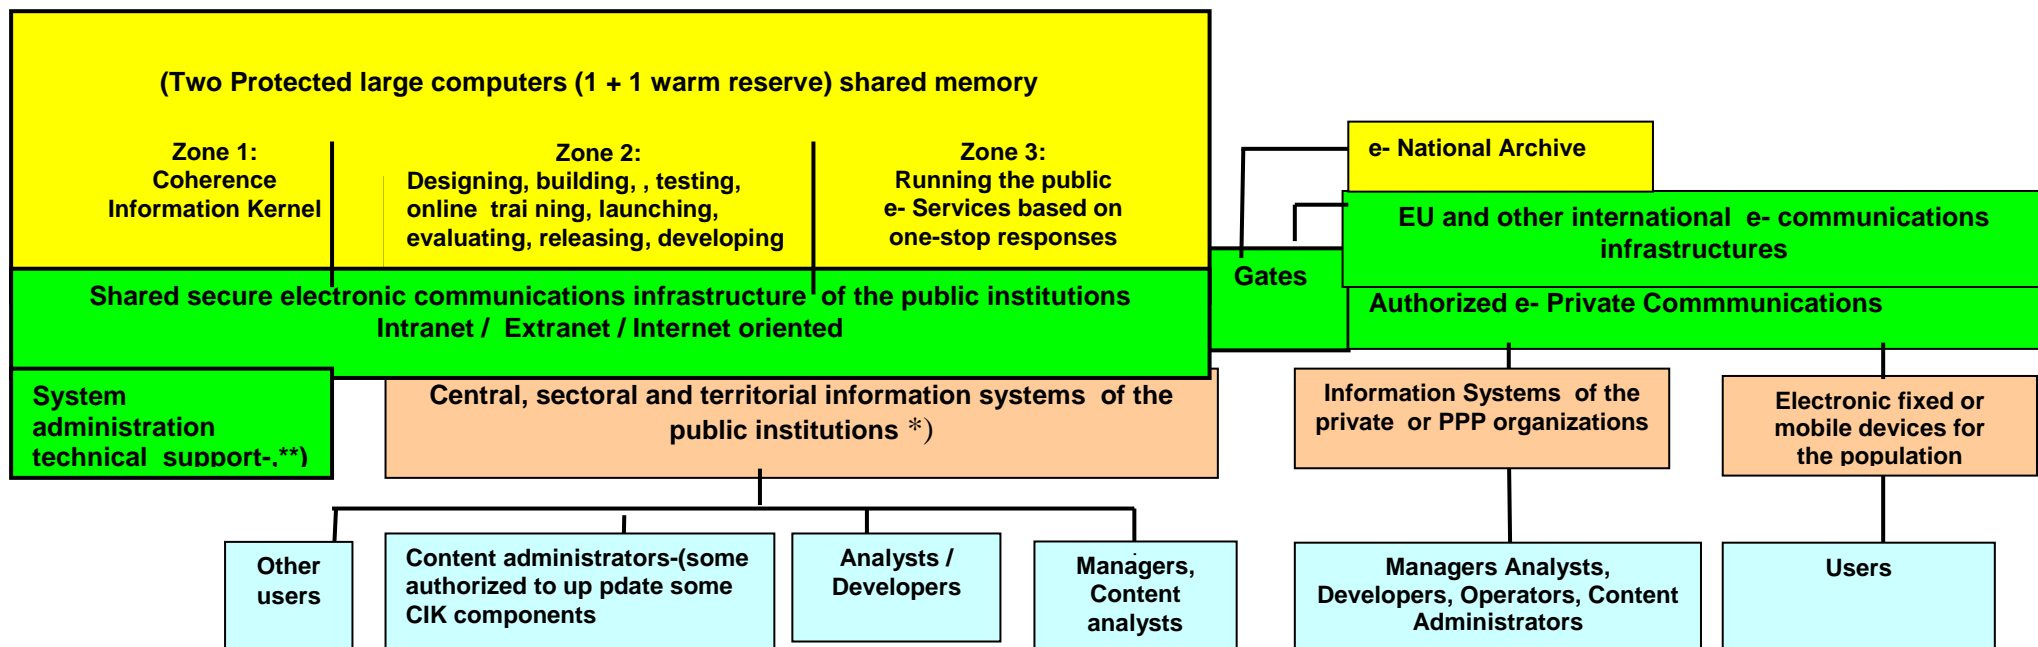 (Two Protected large computers (1 + 1 warm reserve) shared memory
Zone 1:
Coherence
Information Kernel
Zone 2:
Designing, building, , testing,
online trai ning, launching,
evaluating, releasing, developing
Zone 3:
Running the public
e- Services based on
one-stop responses
e- National Archive
EU and other international e- communications
infrastructures
Gates
Authorized e- Private Commmunications
Shared secure electronic communications infrastructure of the public institutions
Intranet / Extranet / Internet oriented
System
administration
technical support-,**)
Central, sectoral and territorial information systems of the
public institutions *)
Information Systems of the
private or PPP organizations
Electronic fixed or
mobile devices for
the population
Other
users
Content administrators-(some
authorized to up pdate some
CIK components
Analysts /
Developers
Managers,
Content
analysts
Managers Analysts,
Developers, Operators, Content
Administrators
Users